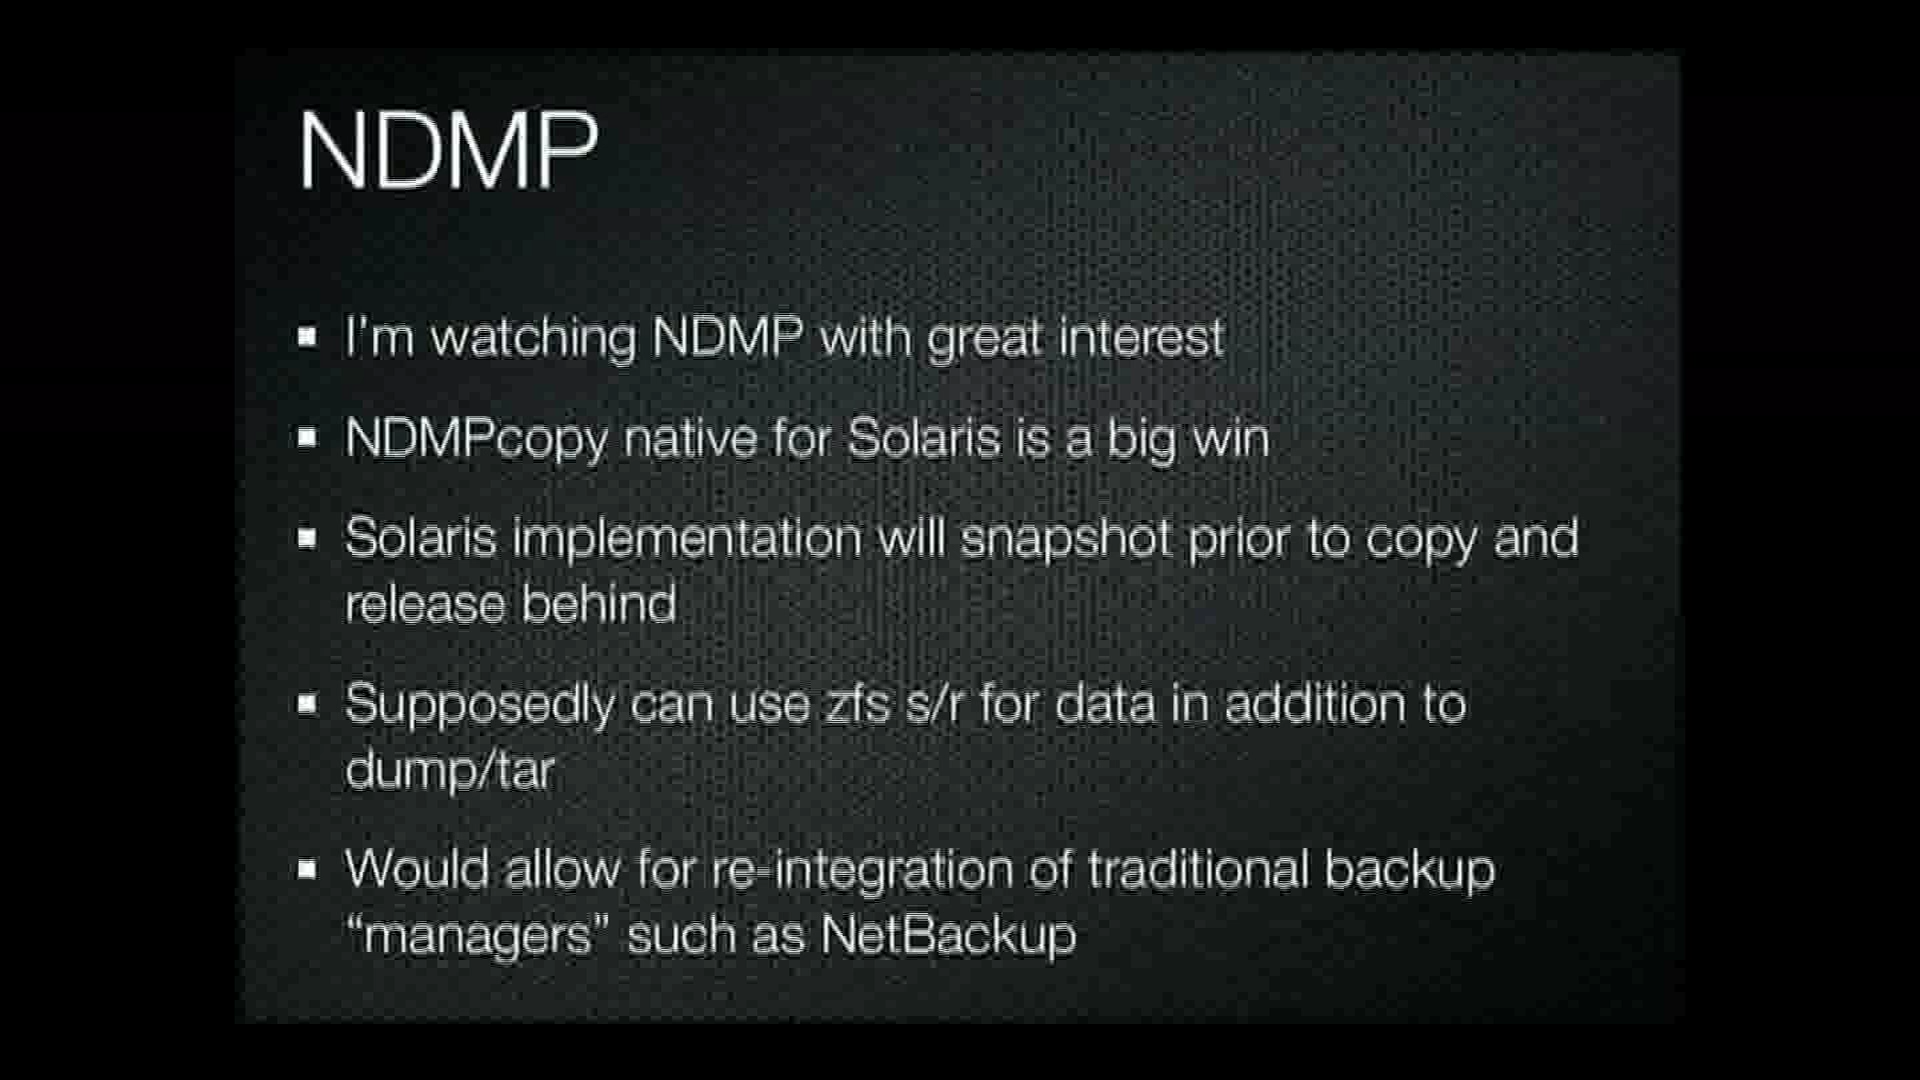 NDMP
I'm watching NDMP with great interest
NDMPcopy native for Solaris is a big win
Solaris implementation will snapshot prior to copy and
release behind
Supposedly can use zfs s/r for data in addition to
dump/tar
Would allow for re-integration of traditional backup
“managers” such as NetBackup